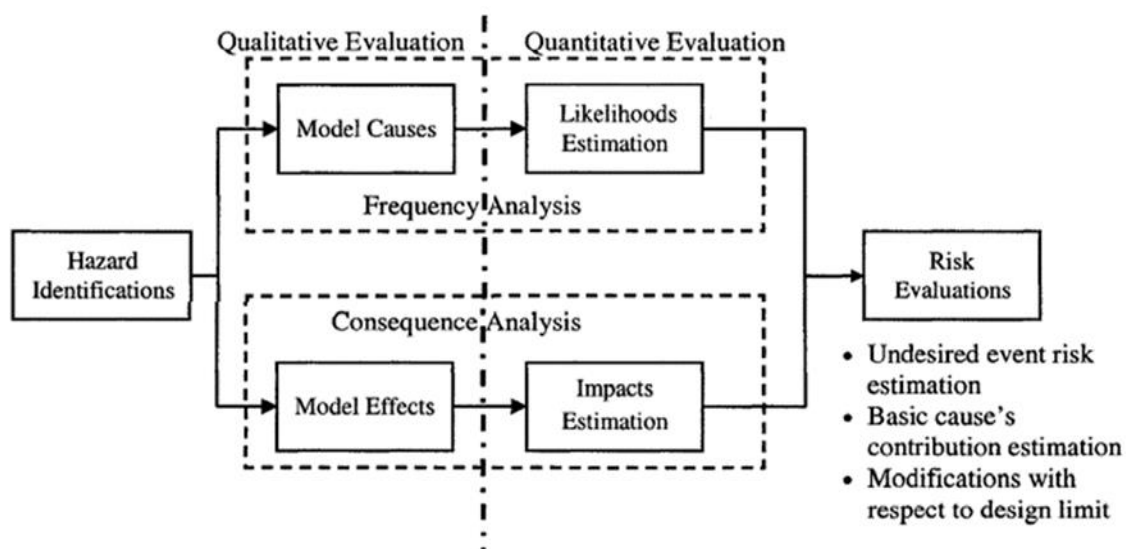 Qualitative Evaluation
Quantitative Evaluation
Model Causes
Likelihoods
Estimation
Frequency Analysis
Hazard
Identifications
Risk
Evaluations
Consequence Analysis
Model Effects
Impacts
Estimation
• Undesired event risk
estimation
• Basic cause's
contribution estimation
• Modifications with
respect to design limit